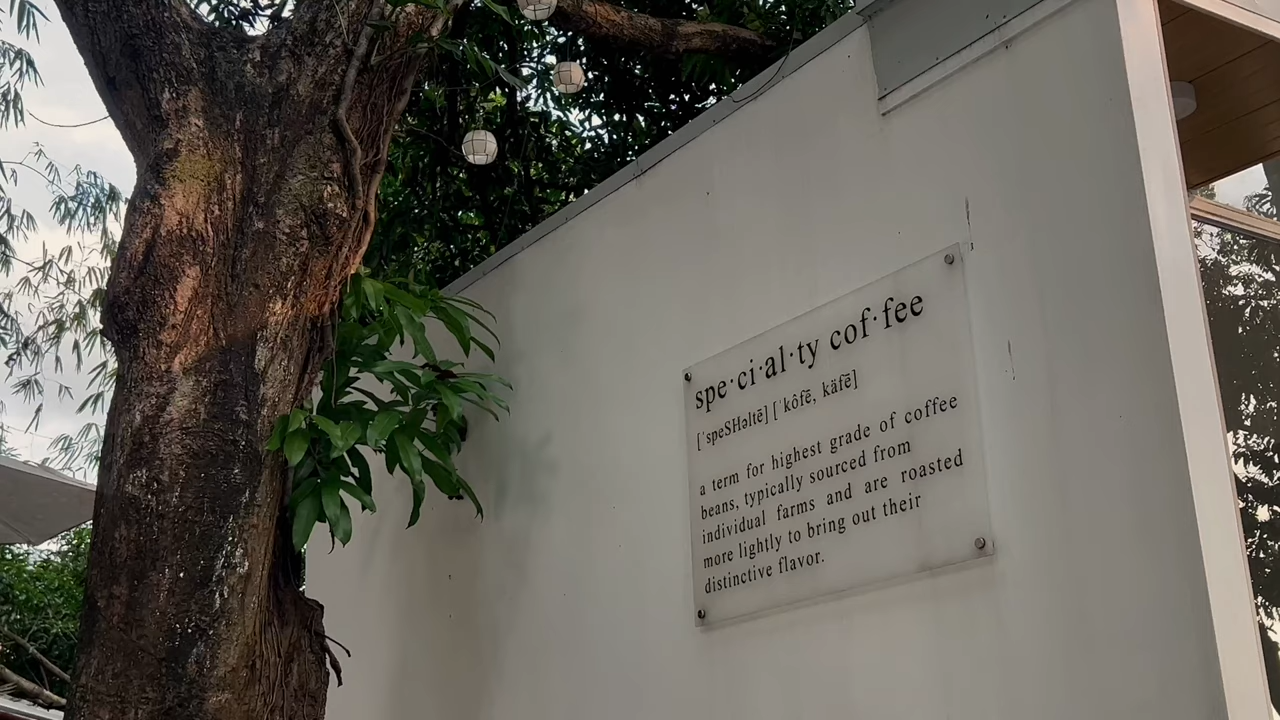 spe·ci·al·ty cof·fee
[ˈspeSHəltē] [ˈkôfē, käfē]
a term for highest grade of coffee
beans, typically sourced from
individual farms and are roasted
more lightly to bring out their
distinctive flavor.